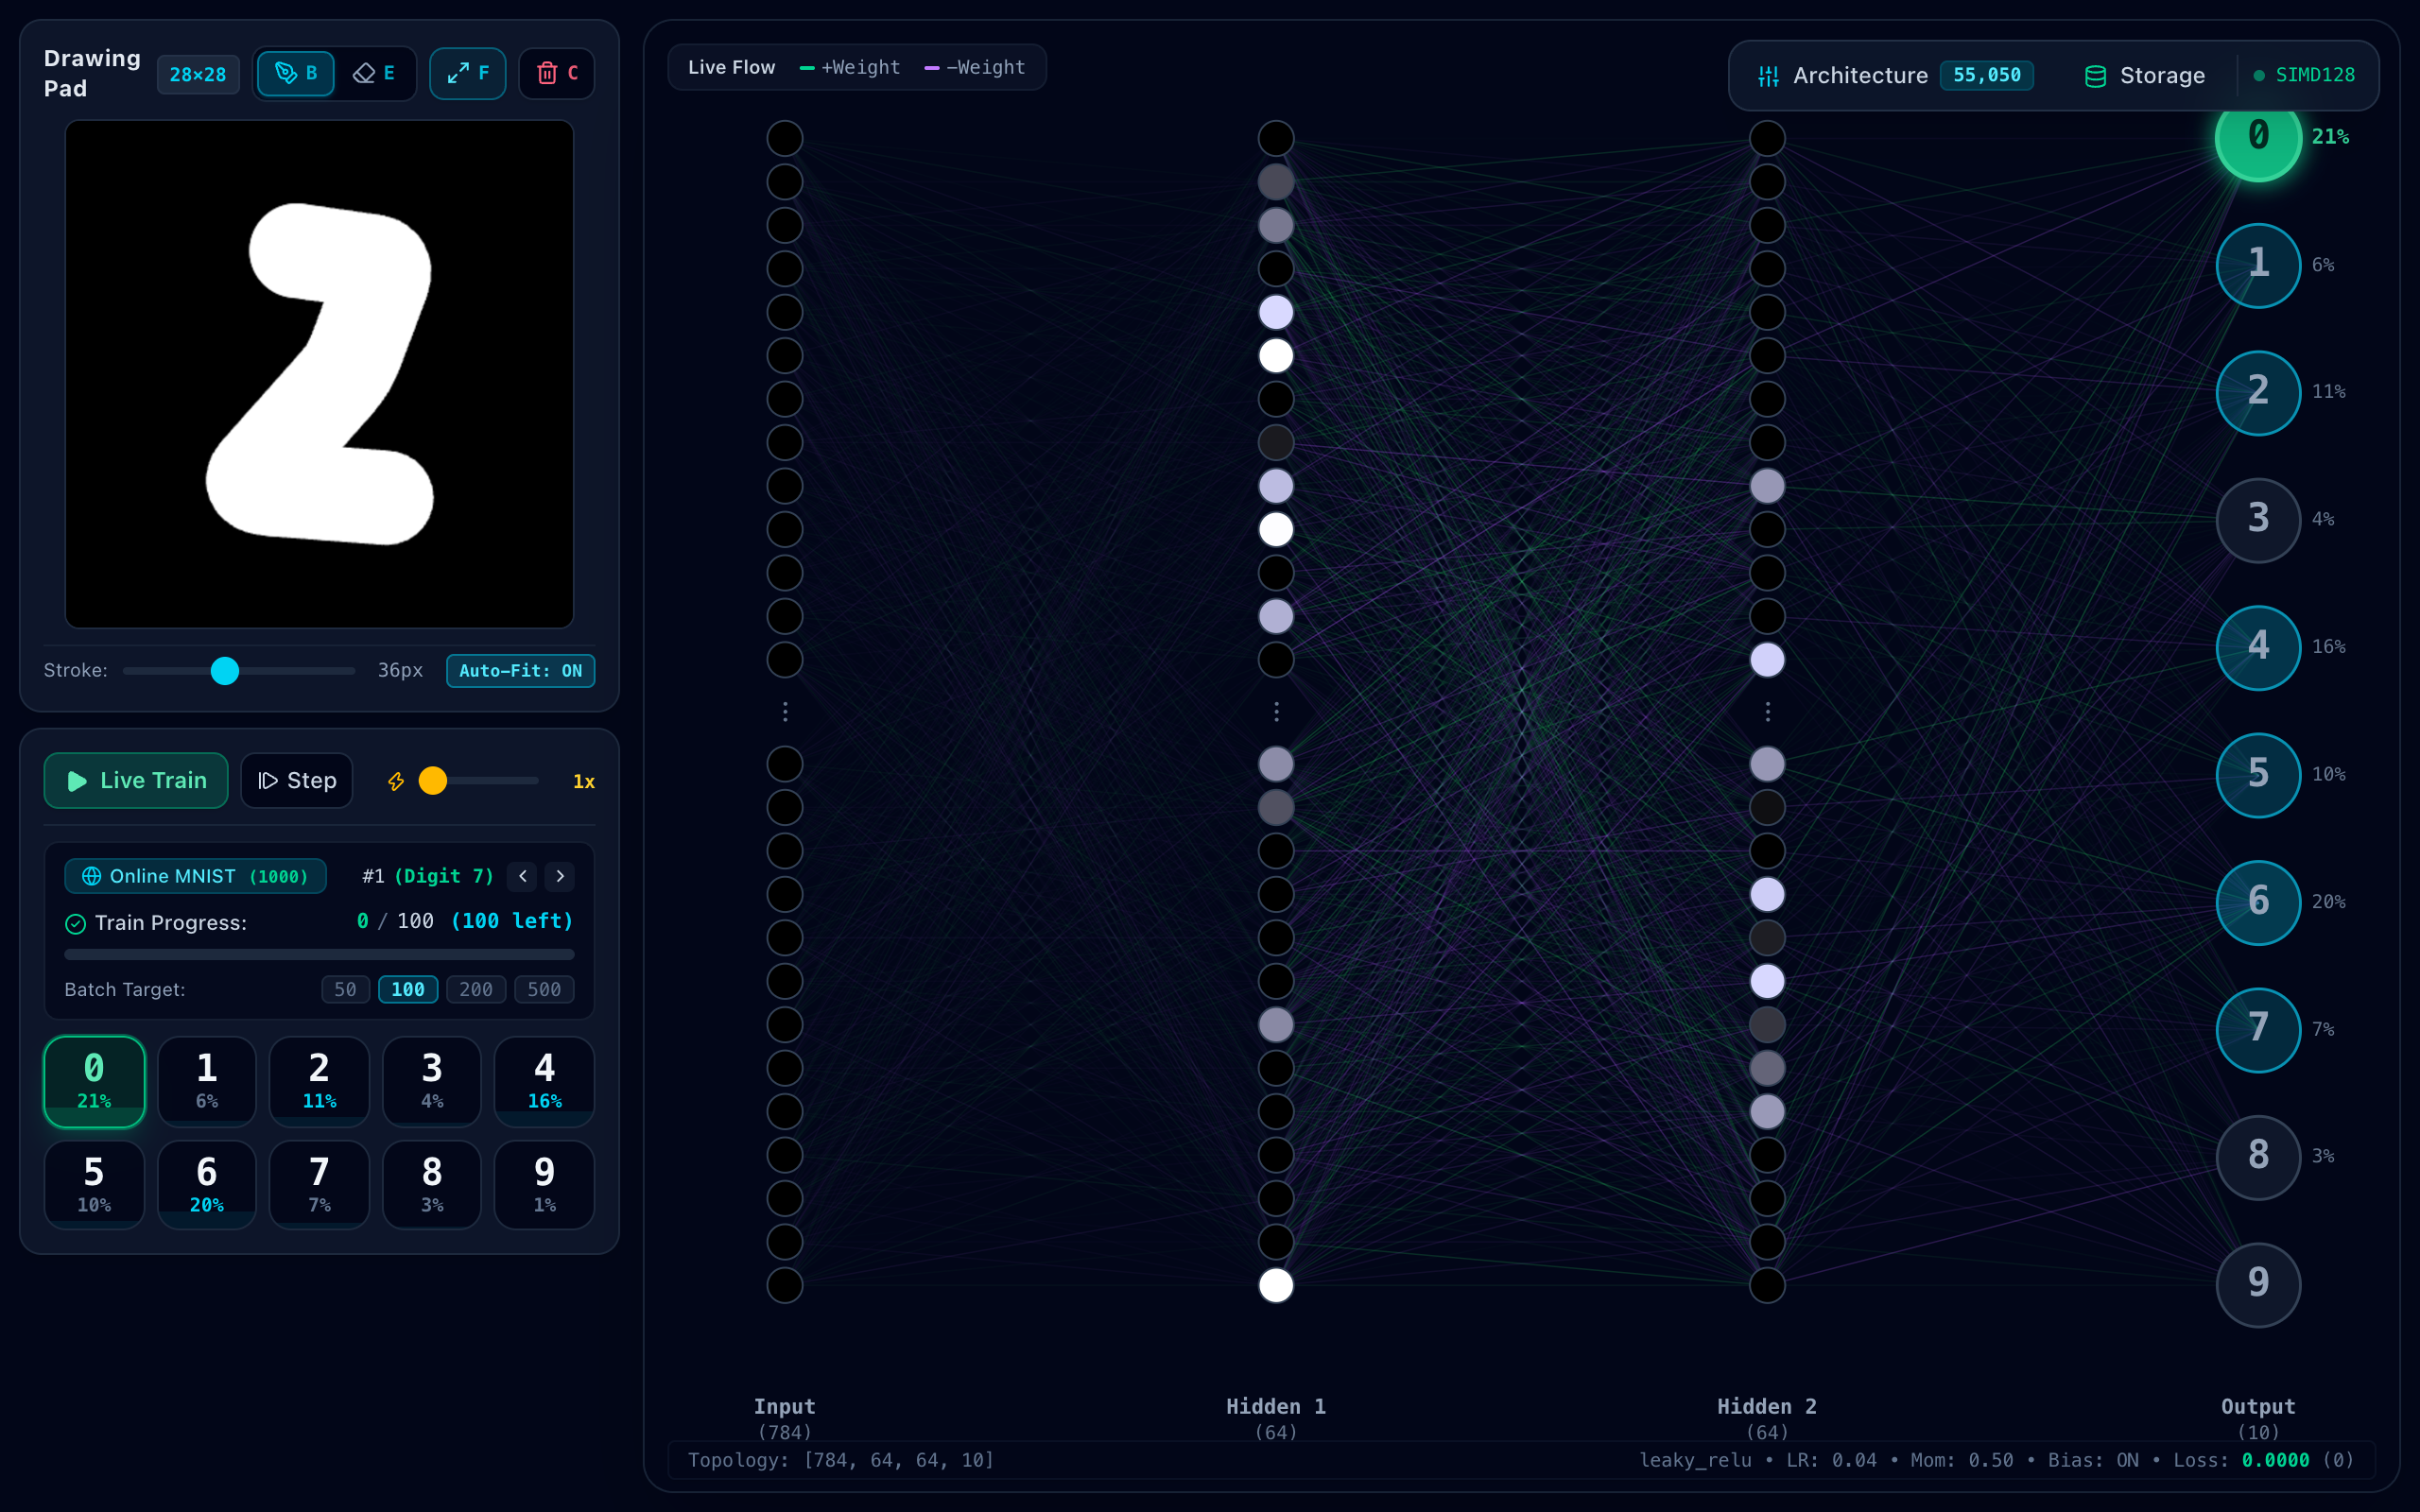 Drawing Pad 28×28 B E F C
Z
Stroke: 36px Auto-Fit: ON
Live Train Step 1x
Online MNIST (1000) #1 (Digit 7)
Train Progress: 0 / 100 (100 left)
Batch Target: 50 100 200 500
0 1 2 3 4
21% 6% 11% 4% 16%
5 6 7 8 9
10% 20% 7% 3% 1%
Live Flow +Weight −Weight
Architecture 55,050 Storage SIMD128
0 21%
1 6%
2 11%
3 4%
4 16%
5 10%
6 20%
7 7%
8 3%
9
Input Hidden 1 Hidden 2 Output
(784) (64) (64) (10)
Topology: [784, 64, 64, 10] leaky_relu • LR: 0.04 • Mom: 0.50 • Bias: ON • Loss: 0.0000 (0)